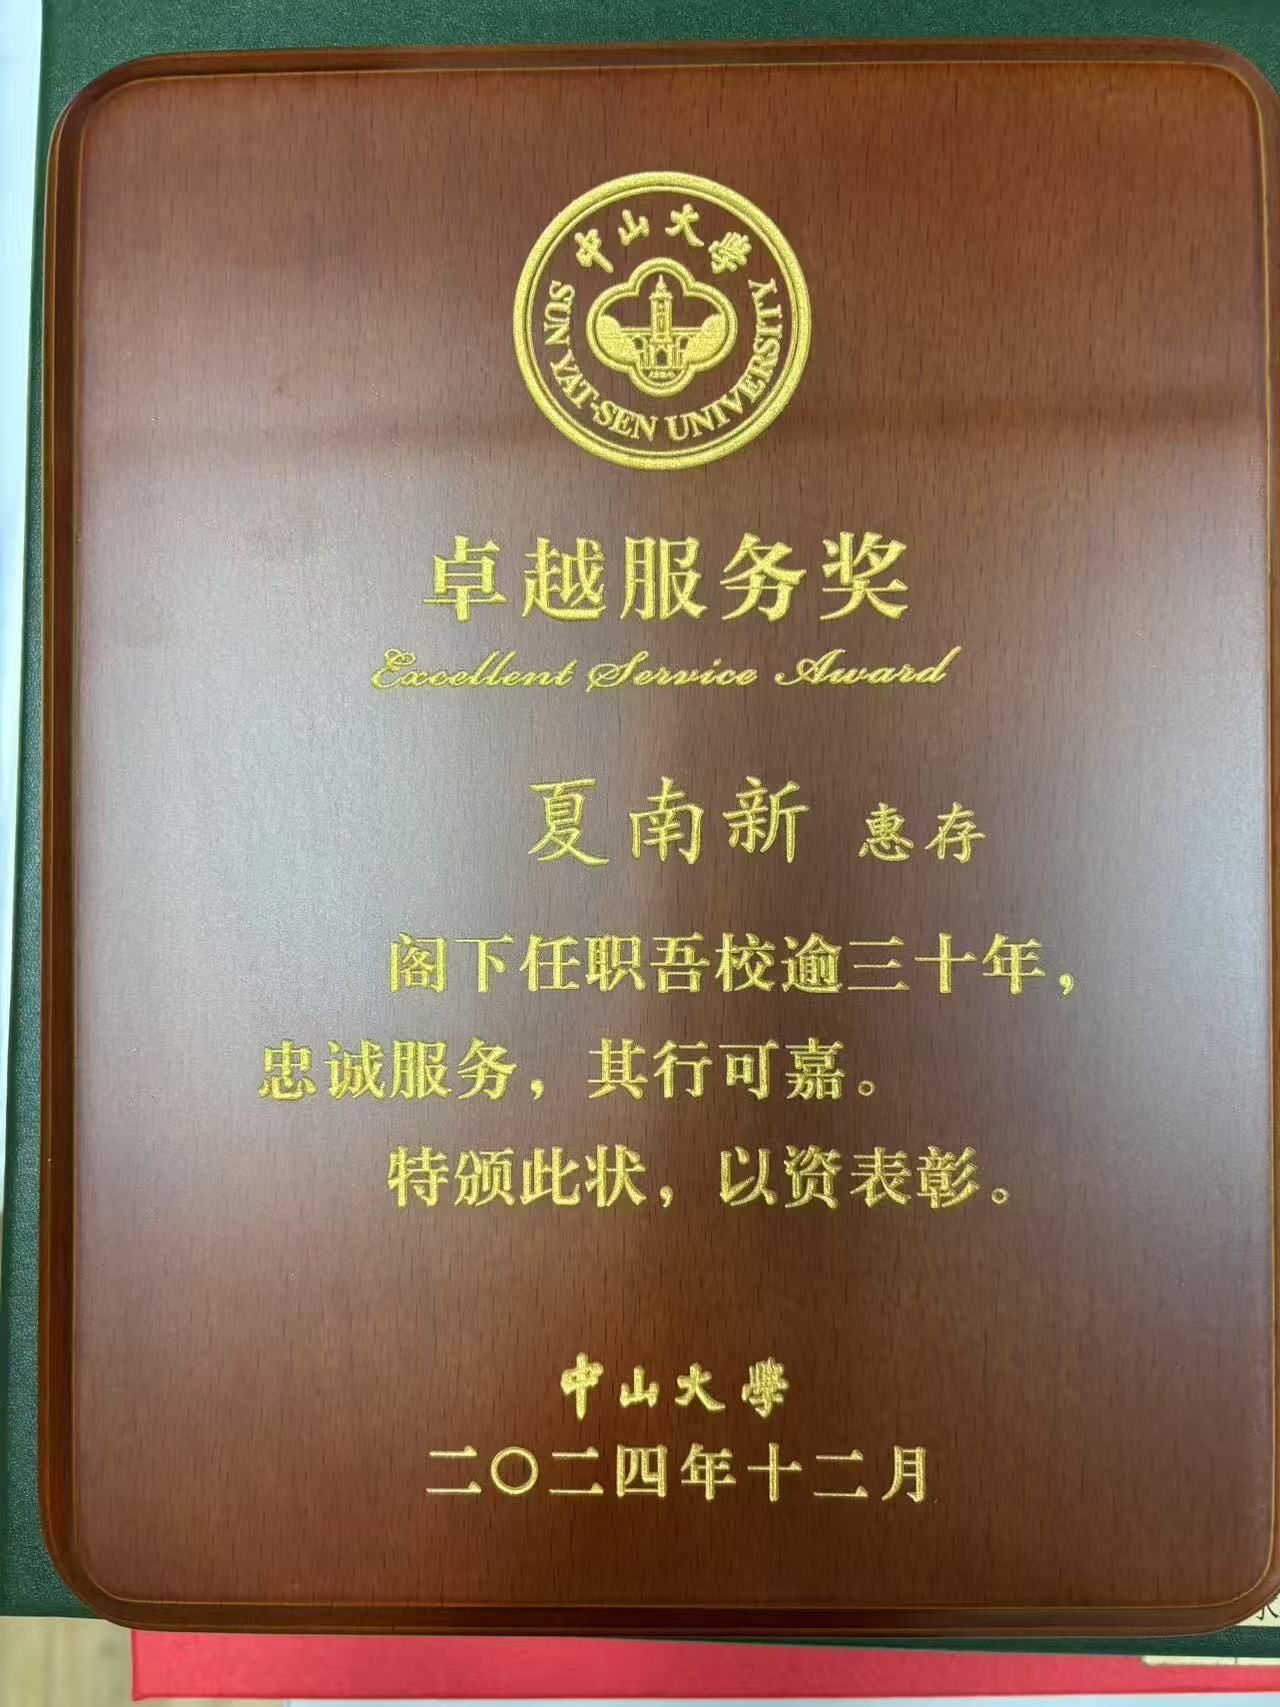 中山大學
SUN YAT-SEN UNIVERSITY
卓越服务奖
Excellent Service Award
夏南新 惠存
阁下任职吾校逾三十年，
忠诚服务，其行可嘉。
特颁此状，以资表彰。
中山大學
二〇二四年十二月